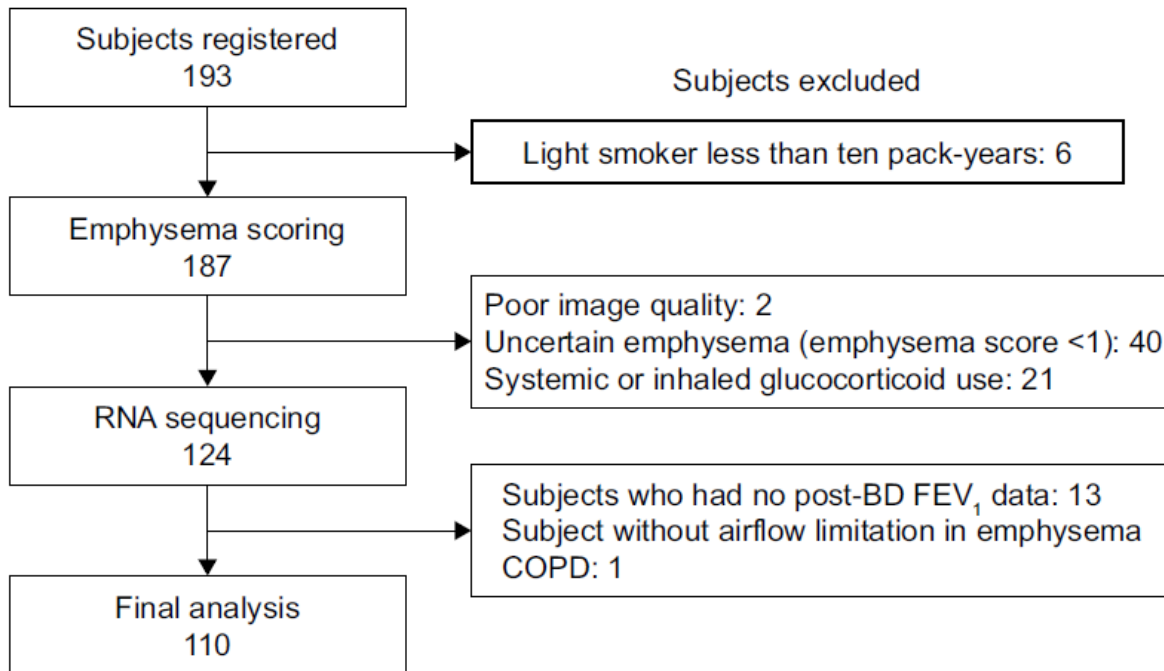 Subjects registered
193
Subjects excluded
Light smoker less than ten pack-years: 6
Emphysema scoring
187
Poor image quality: 2
Uncertain emphysema (emphysema score <1): 40
Systemic or inhaled glucocorticoid use: 21
RNA sequencing
124
Subjects who had no post-BD FEV₁ data: 13
Subject without airflow limitation in emphysema
COPD: 1
Final analysis
110